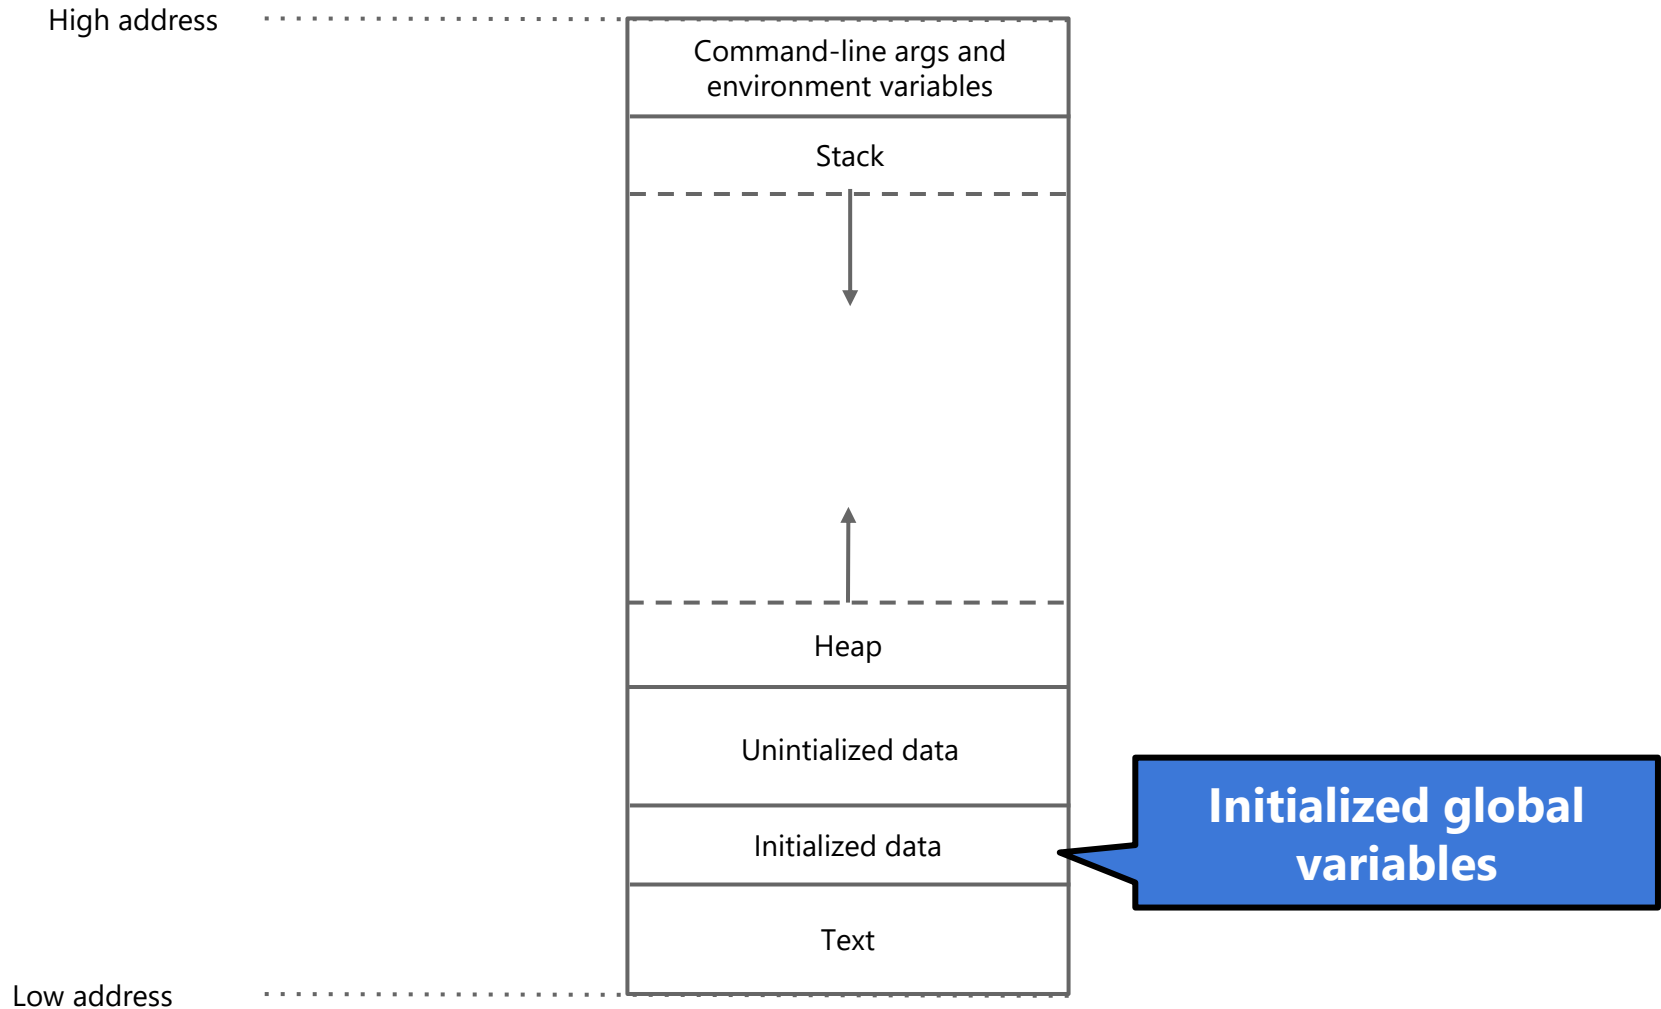 High address
Command-line args and
environment variables
Stack
Heap
Unintialized data
Initialized data
Initialized global
variables
Text
Low address